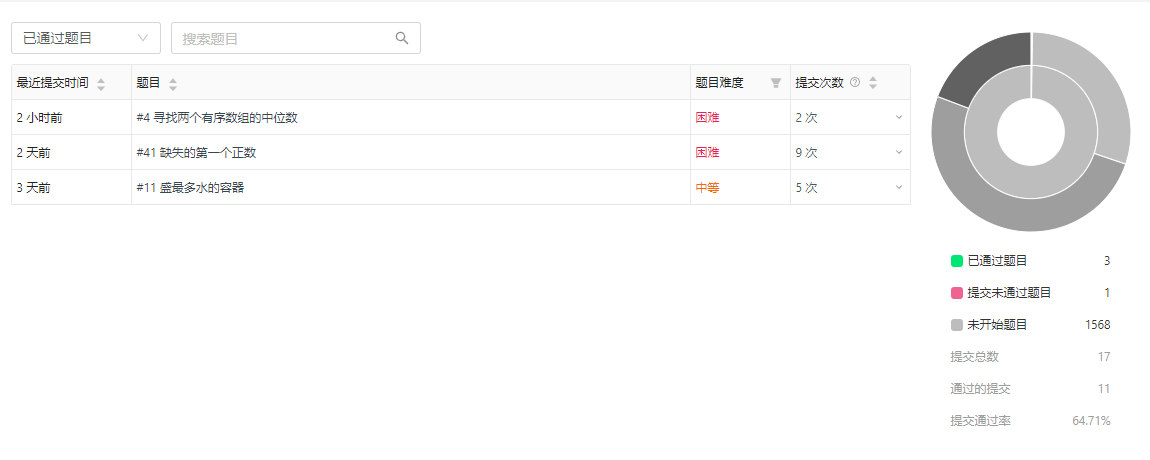 已通过题目
搜索题目
最近提交时间 题目 题目难度 提交次数
2 小时前 #4 寻找两个有序数组的中位数 困难 2 次
2 天前 #41 缺失的第一个正数 困难 9 次
3 天前 #11 盛最多水的容器 中等 5 次
已通过题目 3
提交未通过题目 1
未开始题目 1568
提交总数 17
通过的提交 11
提交通过率 64.71%